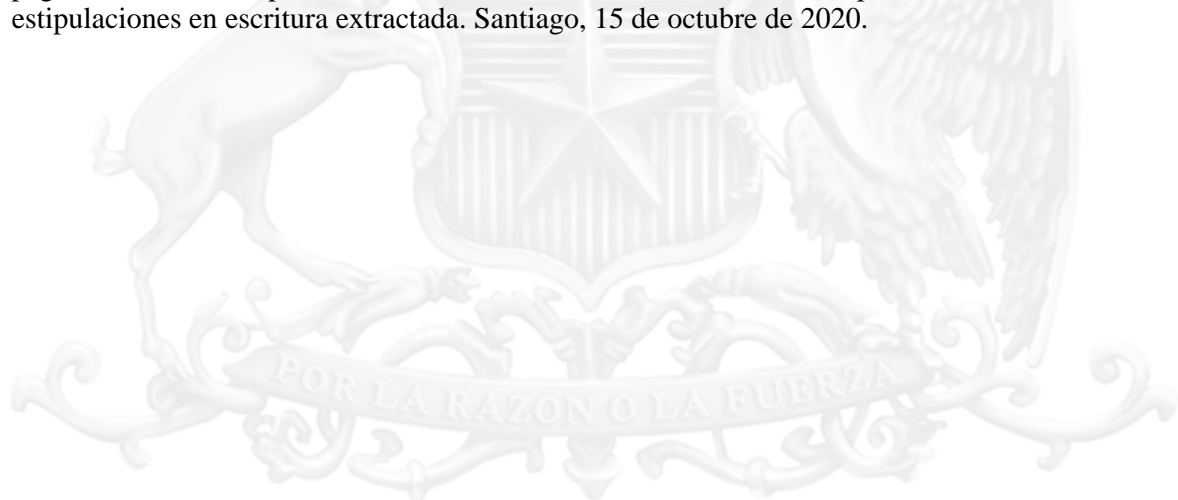 estipulaciones en escritura extractada. Santiago, 15 de octubre de 2020.
POR LA RAZON O LA FUERZA